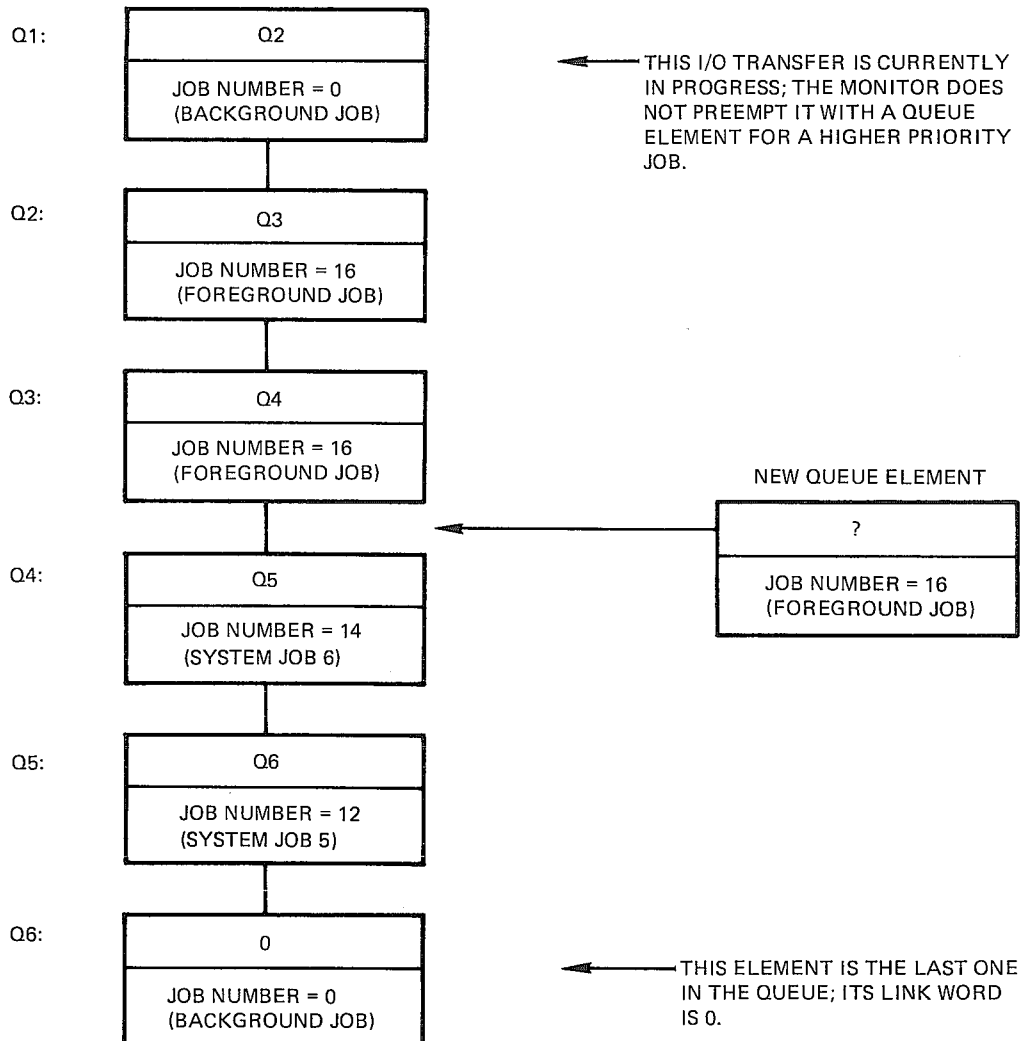 Q1:
Q2
JOB NUMBER = 0
(BACKGROUND JOB)
THIS I/O TRANSFER IS CURRENTLY
IN PROGRESS; THE MONITOR DOES
NOT PREEMPT IT WITH A QUEUE
ELEMENT FOR A HIGHER PRIORITY
JOB.
Q2:
Q3
JOB NUMBER = 16
(FOREGROUND JOB)
Q3:
Q4
JOB NUMBER = 16
(FOREGROUND JOB)
NEW QUEUE ELEMENT
?
JOB NUMBER = 16
(FOREGROUND JOB)
Q4:
Q5
JOB NUMBER = 14
(SYSTEM JOB 6)
Q5:
Q6
JOB NUMBER = 12
(SYSTEM JOB 5)
Q6:
0
JOB NUMBER = 0
(BACKGROUND JOB)
THIS ELEMENT IS THE LAST ONE
IN THE QUEUE; ITS LINK WORD
IS 0.